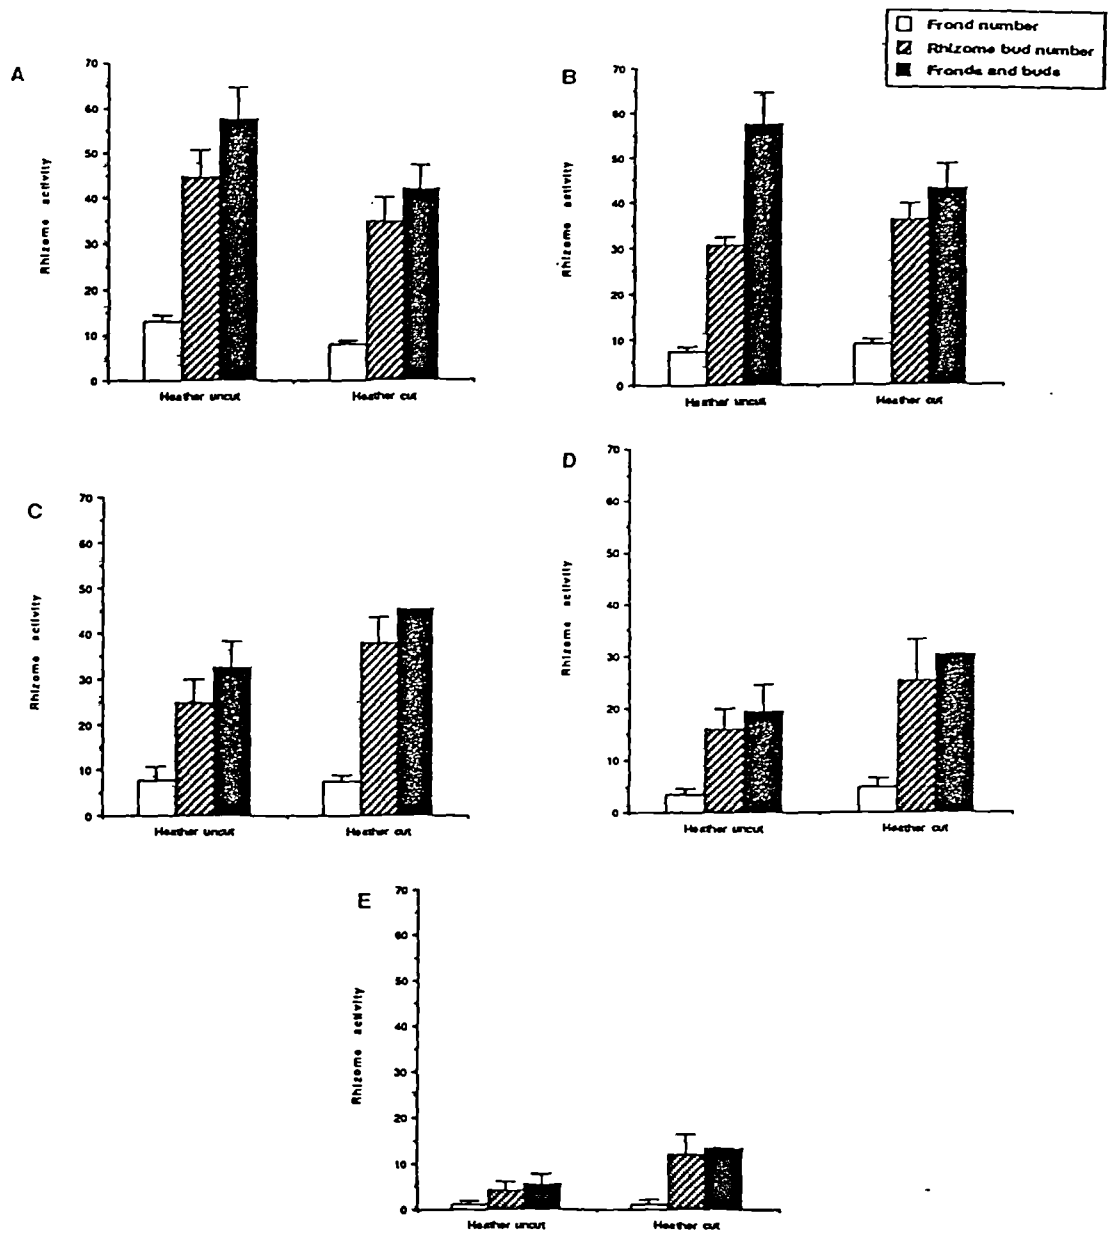 Frond number
Rhizome bud number
Fronds and buds
A
70
60
50
40
30
20
10
0
Rhizome activity
Heather uncut
Heather cut
B
70
60
50
40
30
20
10
0
Rhizome activity
Heather uncut
Heather cut
C
70
60
50
40
30
20
10
0
Rhizome activity
Heather uncut
Heather cut
D
70
60
50
40
30
20
10
0
Rhizome activity
Heather uncut
Heather cut
E
70
60
50
40
30
20
10
0
Rhizome activity
Heather uncut
Heather cut